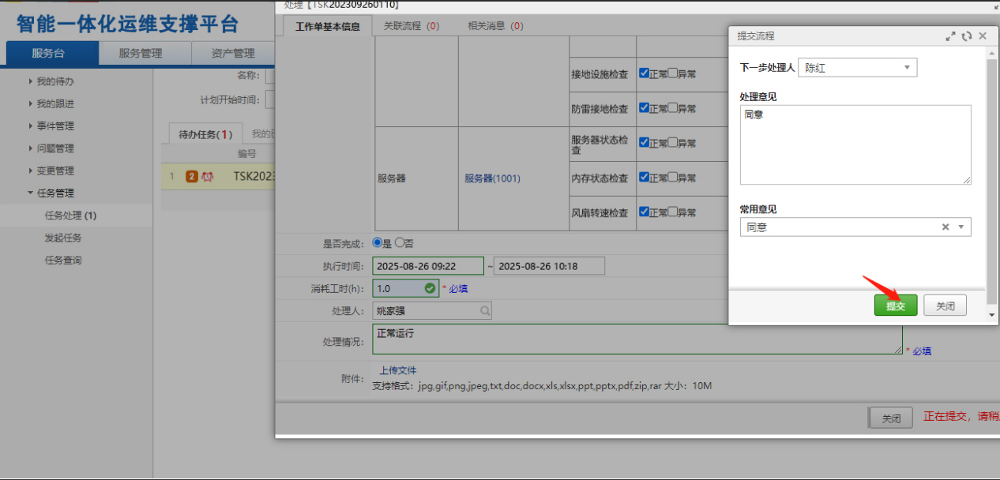 处理【TSK202309260110】
智能一体化运维支撑平台
服务台
服务管理
资产管理
我的待办
我的跟进
事件管理
问题管理
变更管理
任务管理
任务处理 (1)
发起任务
任务查询
名称:
计划开始时间:
待办任务(1)
编号
1 2 TSK202
工作单基本信息
关联流程 (0)
相关消息 (0)
接地设施检查 正常 异常
防雷接地检查 正常 异常
服务器 服务器(1001)
服务器状态检查 正常 异常
内存状态检查 正常 异常
风扇转速检查 正常 异常
是否完成: 是 否
执行时间: 2025-08-26 09:22 ~ 2025-08-26 10:18
消耗工时(h): 1.0 * 必填
处理人: 姚家强
处理情况: 正常运行 * 必填
附件: 上传文件
支持格式: jpg,gif,png,jpeg,txt,doc,docx,xls,xlsx,ppt,pptx,pdf,zip,rar 大小: 10M
关闭
正在提交，请稍
提交流程
下一步处理人 陈红
处理意见
同意
常用意见
同意
提交
关闭